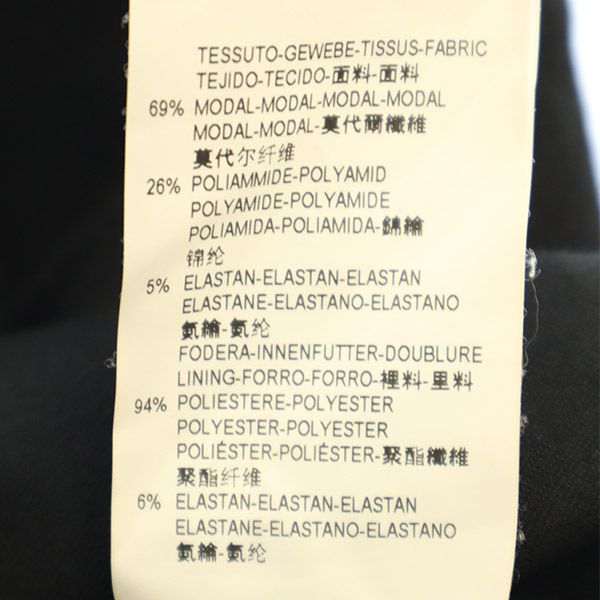 TESSUTO-GEWEBE-TISSUS-FABRIC
TEJIDO-TECIDO-面料-面料
69% MODAL-MODAL-MODAL-MODAL
MODAL-MODAL-莫代爾纖維
莫代尔纤维
26% POLIAMMIDE-POLYAMID
POLYAMIDE-POLYAMIDE
POLIAMIDA-POLIAMIDA-錦綸
锦纶
5% ELASTAN-ELASTAN-ELASTAN
ELASTANE-ELASTANO-ELASTANO
氨綸-氨纶
FODERA-INNENFUTTER-DOUBLURE
LINING-FORRO-FORRO-裡料-里料
94% POLIESTERE-POLYESTER
POLYESTER-POLYESTER
POLIÉSTER-POLIÉSTER-聚酯纖維
聚酯纤维
6% ELASTAN-ELASTAN-ELASTAN
ELASTANE-ELASTANO-ELASTANO
氨綸-氨纶